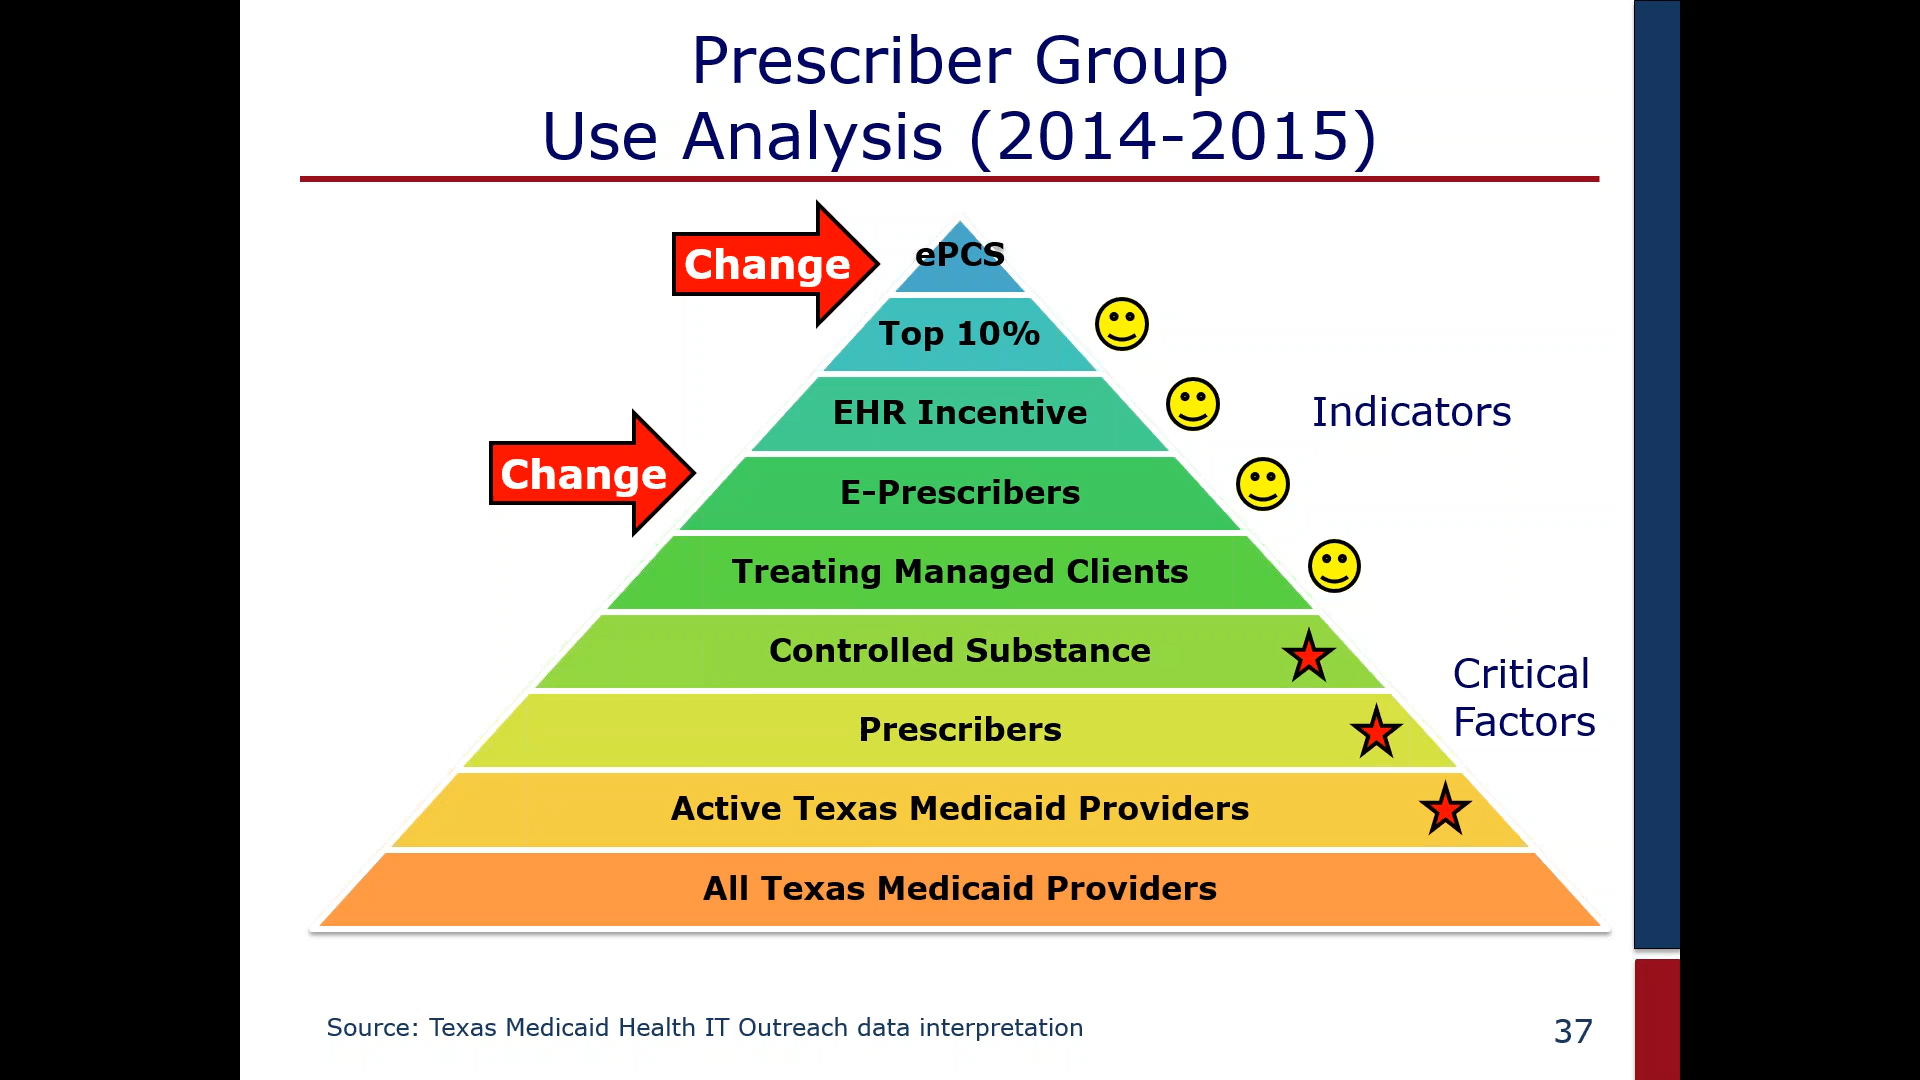 Prescriber Group
Use Analysis (2014-2015)
Change
ePCS
Top 10%
EHR Incentive
Indicators
Change
E-Prescribers
Treating Managed Clients
Controlled Substance
Critical
Factors
Prescribers
Active Texas Medicaid Providers
All Texas Medicaid Providers
Source: Texas Medicaid Health IT Outreach data interpretation
37